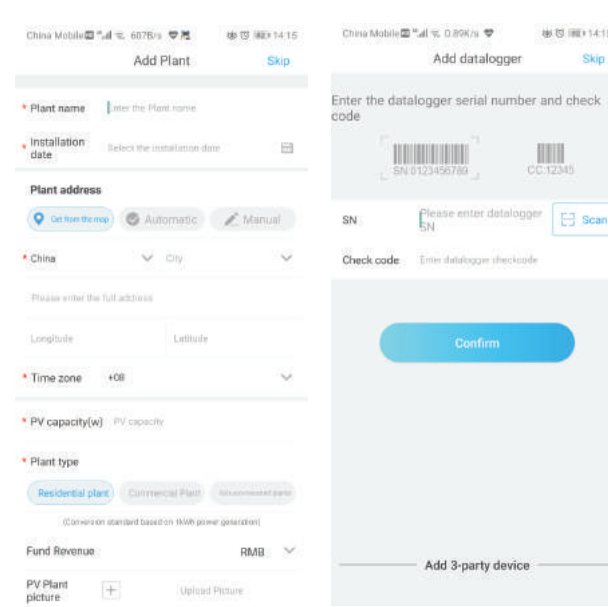 China Mobile 607B/s 14:15
Add Plant Skip
* Plant name Enter the Plant name
* Installation date Select the installation date
Plant address
Get from the map Automatic Manual
* China City
Please enter the full address
Longitude Latitude
* Time zone +08
* PV capacity(w) PV capacity
* Plant type
Residential plant Commercial Plant
(Conversion standard based on 1kWh power generation)
Fund Revenue RMB
PV Plant picture Upload Picture
China Mobile 0.89K/s 14:15
Add datalogger Skip
Enter the datalogger serial number and check
code
SN:0123456789 CC:12345
SN Please enter datalogger SN Scan
Check code Enter datalogger checkcode
Confirm
Add 3-party device